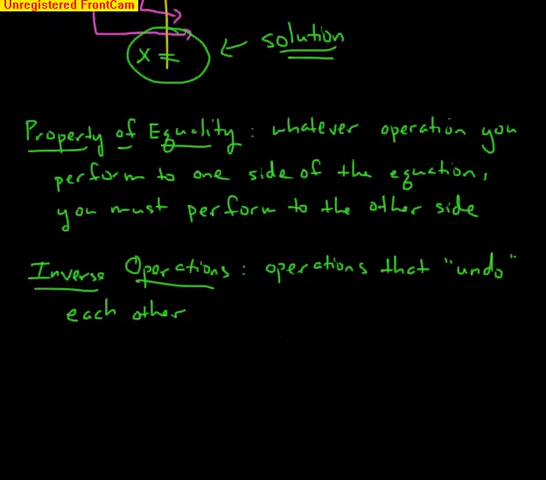 Unregistered FrontCam
x =
solution
Property of Equality : whatever operation you
perform to one side of the equation,
you must perform to the other side
Inverse Operations : operations that "undo"
each other